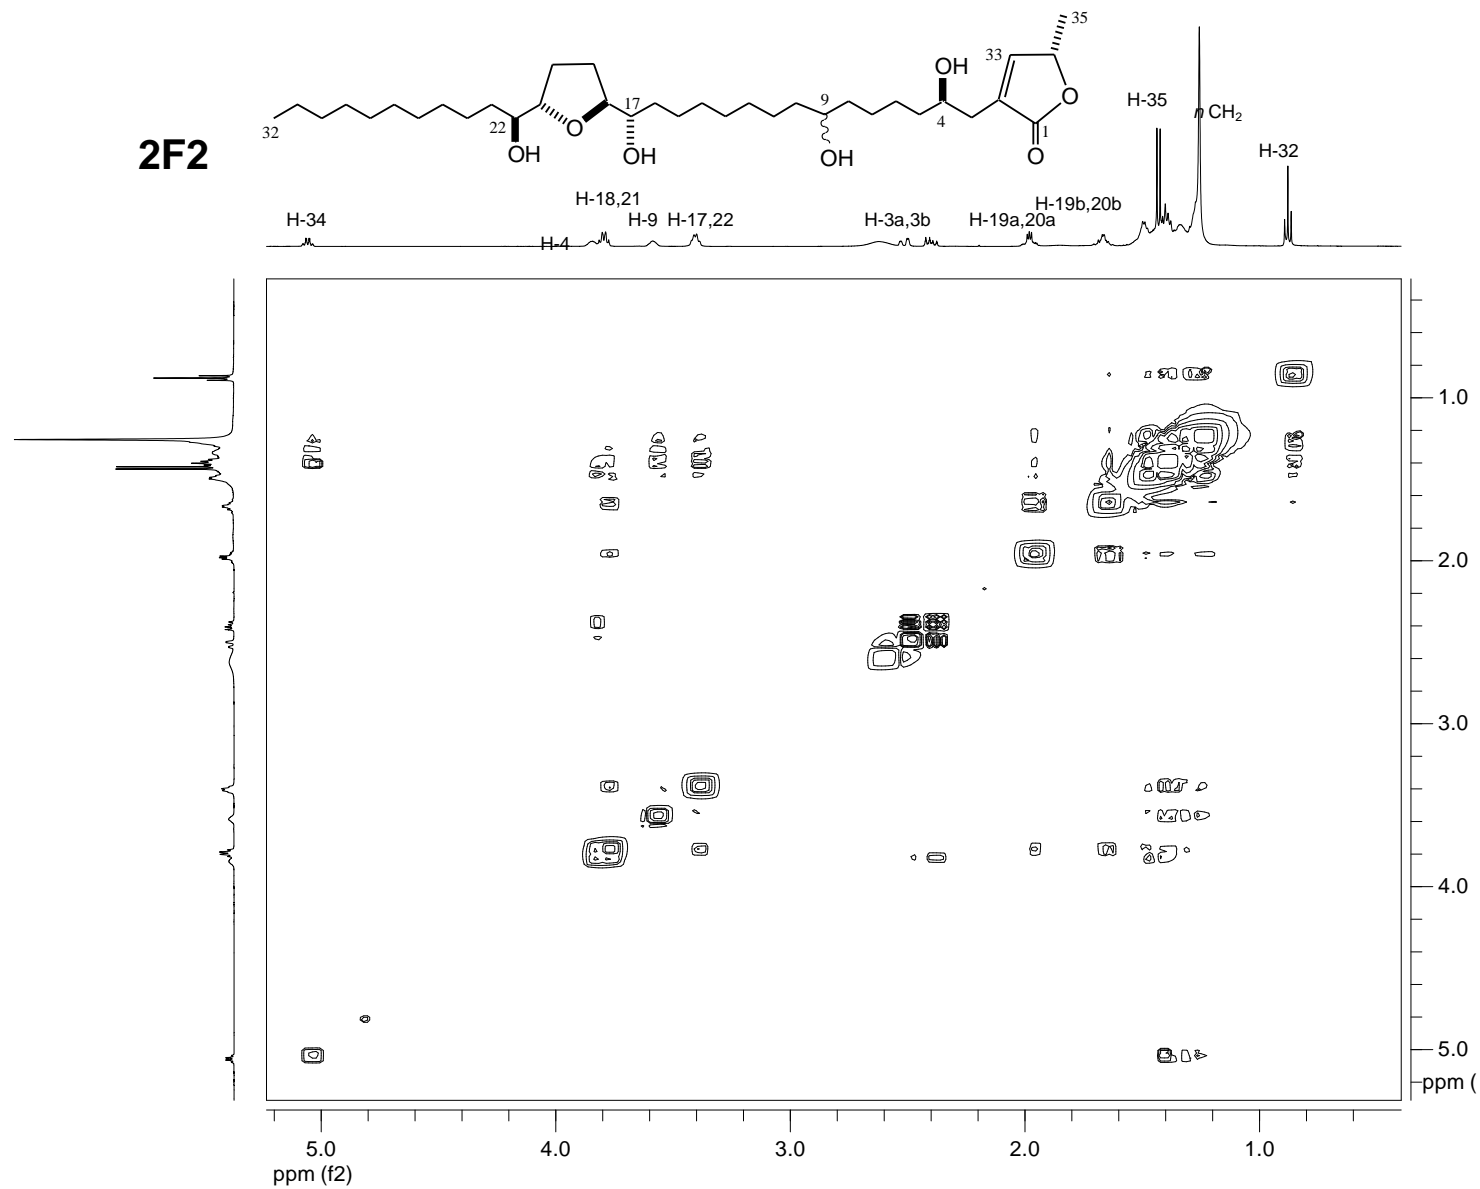 35
33
OH
H-35
n CH2
17
9
O
4
1
22
32
O
OH
OH
OH
O
H-32
2F2
H-18,21
H-19b,20b
H-34
H-9
H-17,22
H-3a,3b
H-19a,20a
H-4
1.0
2.0
3.0
4.0
5.0
ppm (
5.0 4.0 3.0 2.0 1.0
ppm (f2)